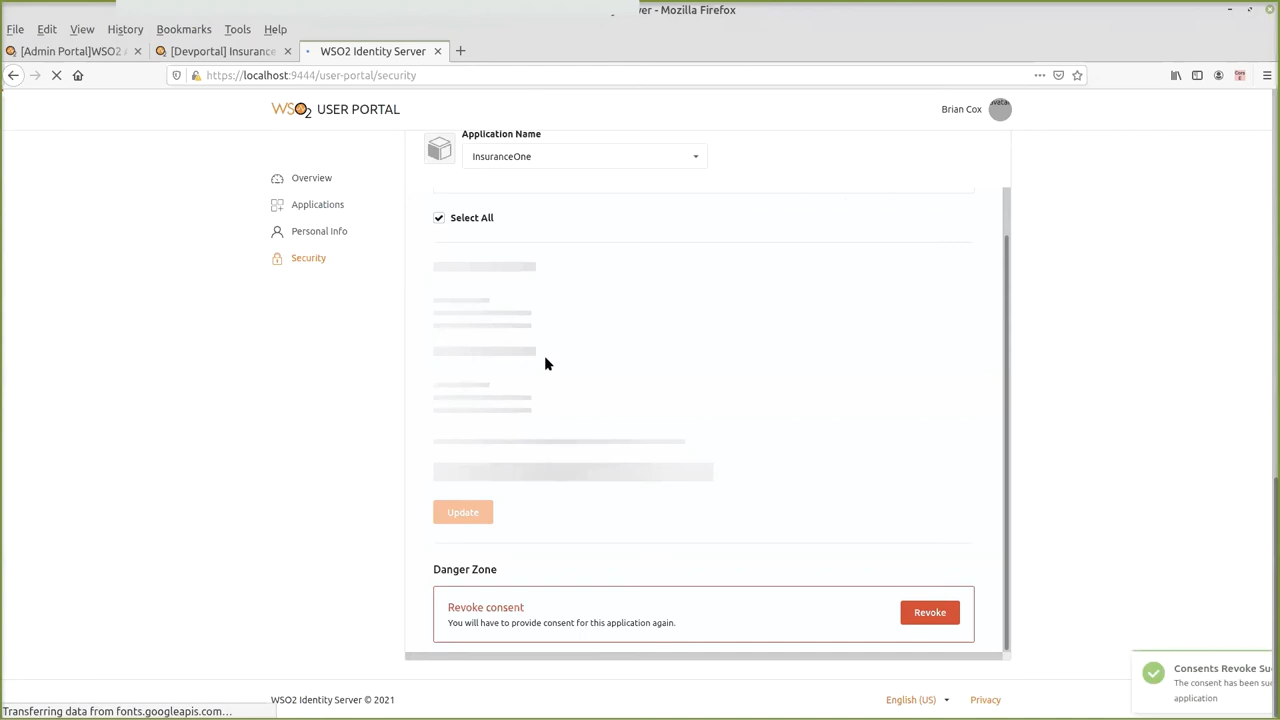 ver - Mozilla Firefox
File Edit View History Bookmarks Tools Help
[Admin Portal]WSO2
[Devportal] Insurance
WSO2 Identity Server
https://localhost:9444/user-portal/security
WSO2 USER PORTAL
Brian Cox
avatar
Application Name
InsuranceOne
Overview
Applications
Personal Info
Security
Select All
Update
Danger Zone
Revoke consent
You will have to provide consent for this application again.
Revoke
Consents Revoke Su
The consent has been su
application
WSO2 Identity Server © 2021
English (US)
Privacy
Transferring data from fonts.googleapis.com…